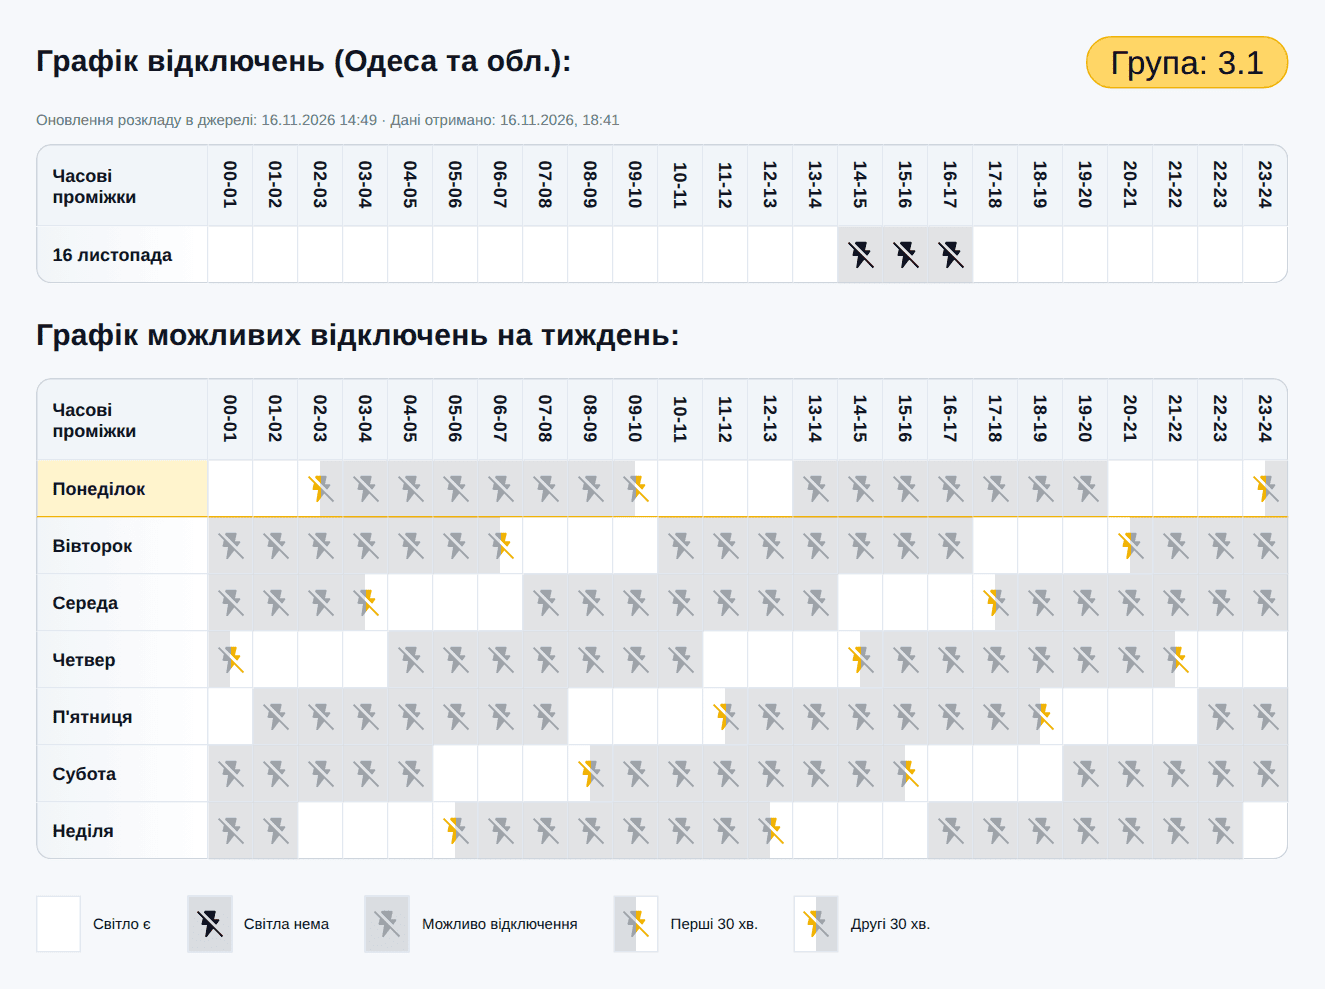 Графік відключень (Одеса та обл.):
Група: 3.1
Оновлення розкладу в джерелі: 16.11.2026 14:49 · Дані отримано: 16.11.2026, 18:41
Часові проміжки 00-01 01-02 02-03 03-04 04-05 05-06 06-07 07-08 08-09 09-10 10-11 11-12 12-13 13-14 14-15 15-16 16-17 17-18 18-19 19-20 20-21 21-22 22-23 23-24
16 листопада
Графік можливих відключень на тиждень:
Часові проміжки 00-01 01-02 02-03 03-04 04-05 05-06 06-07 07-08 08-09 09-10 10-11 11-12 12-13 13-14 14-15 15-16 16-17 17-18 18-19 19-20 20-21 21-22 22-23 23-24
Понеділок
Вівторок
Середа
Четвер
П'ятниця
Субота
Неділя
Світло є Світла нема Можливо відключення Перші 30 хв. Другі 30 хв.